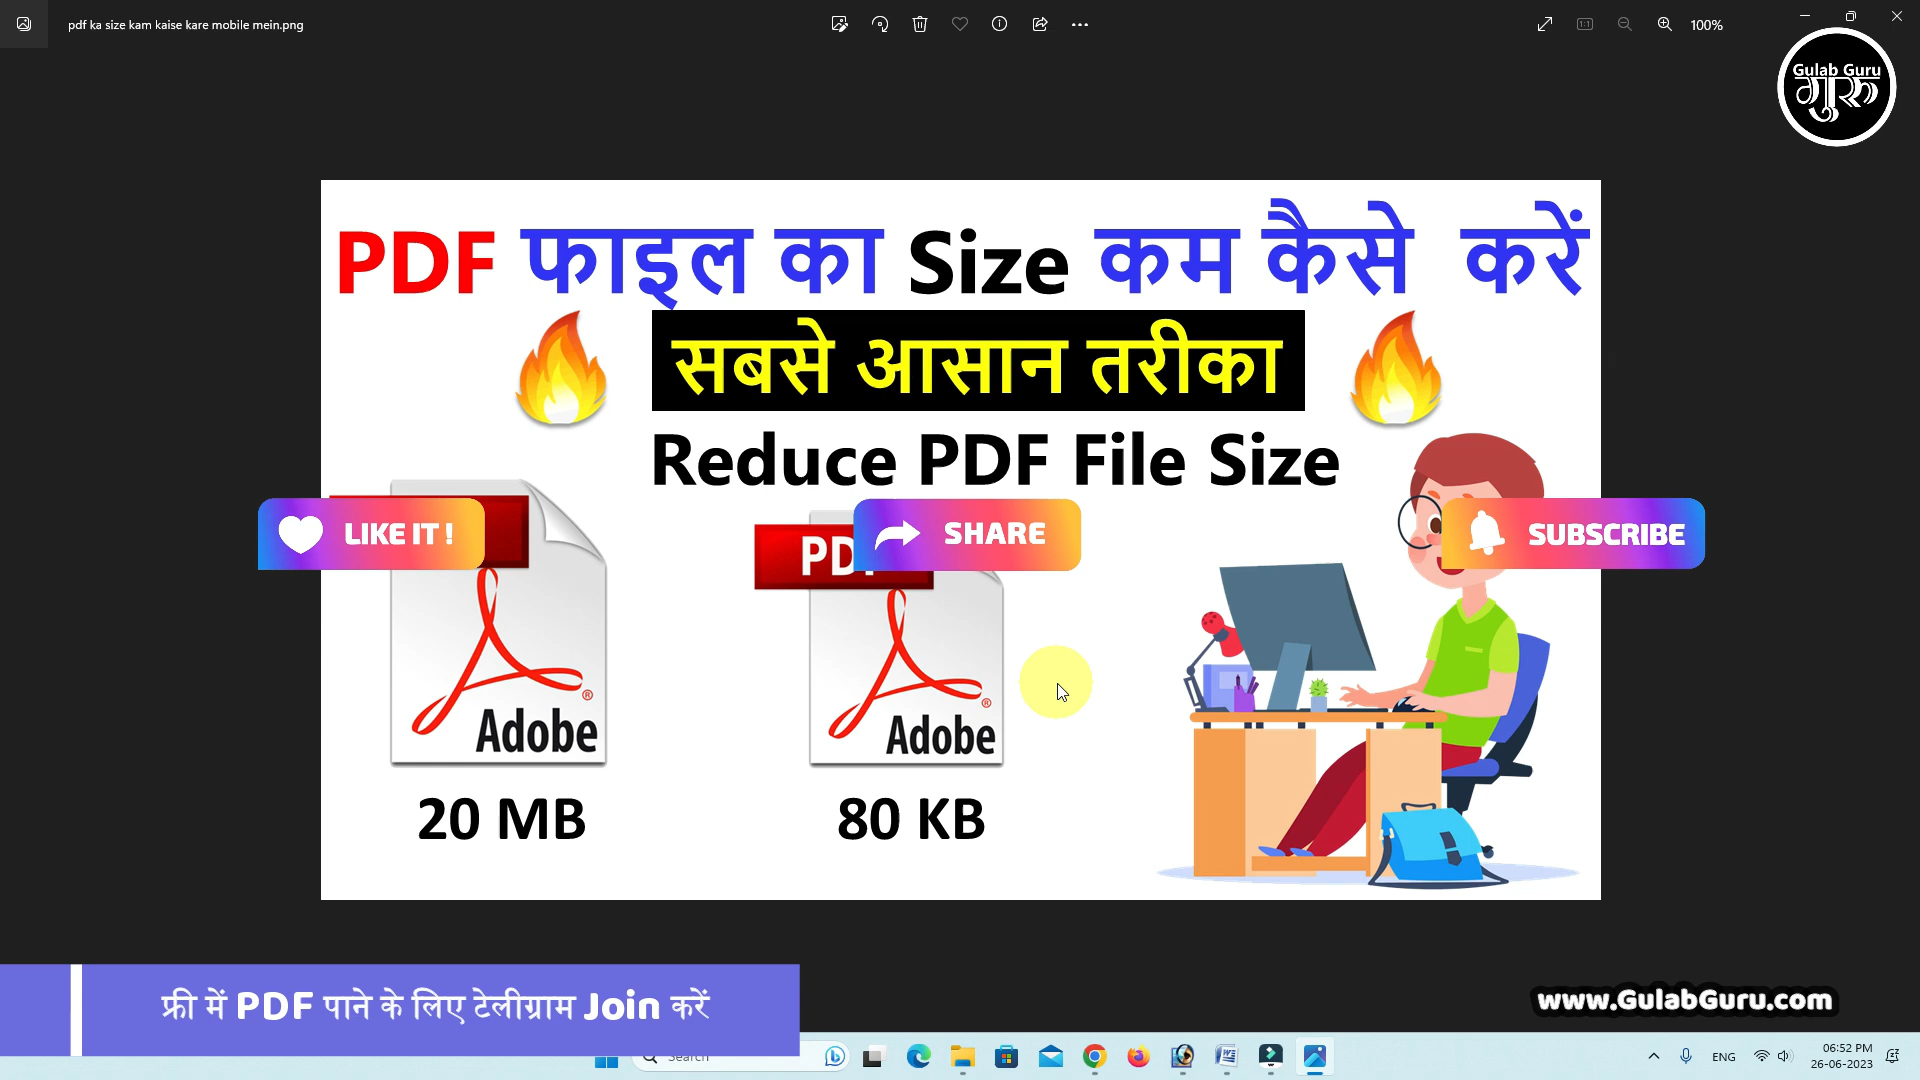 pdf ka size kam kaise kare mobile mein.png
100%
Gulab Guru
गुरू
PDF फाइल का Size कम कैसे करें
सबसे आसान तरीका
Reduce PDF File Size
LIKE IT !
SHARE
SUBSCRIBE
PDF
Adobe
Adobe
20 MB
80 KB
फ्री में PDF पाने के लिए टेलीग्राम Join करें
www.GulabGuru.com
Search
ENG
06:52 PM
26-06-2023